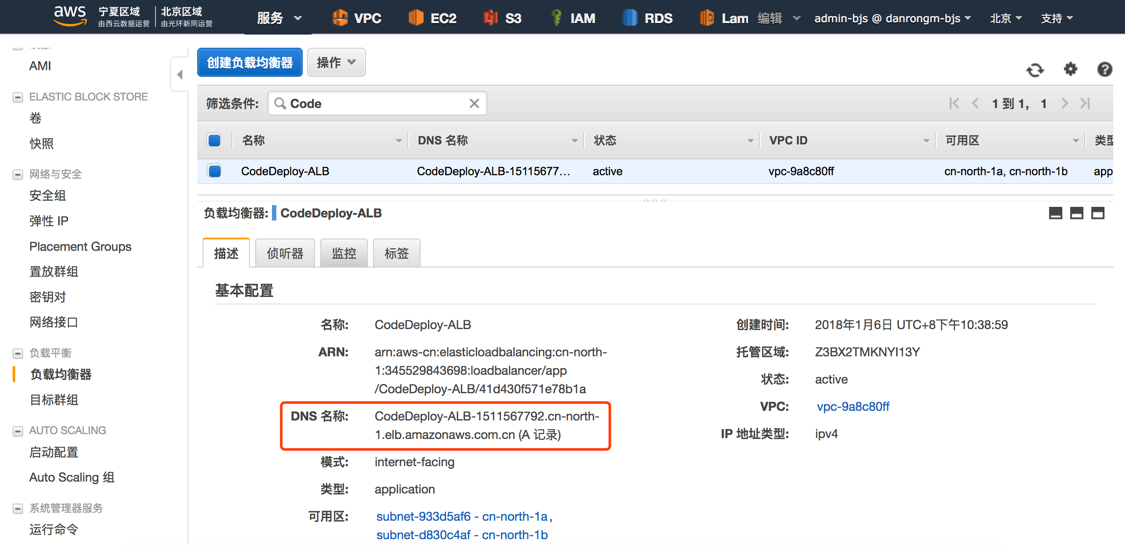 aws 宁夏区域 北京区域
由西云数据运营 由光环新网运营
服务 VPC EC2 S3 IAM RDS Lam 编辑 admin-bjs @ danrongm-bjs 北京 支持
AMI
ELASTIC BLOCK STORE
卷
快照
网络与安全
安全组
弹性 IP
Placement Groups
置放群组
密钥对
网络接口
负载平衡
负载均衡器
目标群组
AUTO SCALING
启动配置
Auto Scaling 组
系统管理器服务
运行命令
创建负载均衡器 操作
筛选条件: Code 1 到 1, 1
名称 DNS 名称 状态 VPC ID 可用区 类型
CodeDeploy-ALB CodeDeploy-ALB-15115677... active vpc-9a8c80ff cn-north-1a, cn-north-1b app
负载均衡器: CodeDeploy-ALB
描述 侦听器 监控 标签
基本配置
名称: CodeDeploy-ALB
ARN: arn:aws-cn:elasticloadbalancing:cn-north-
1:345529843698:loadbalancer/app
/CodeDeploy-ALB/41d430f571e78b1a
DNS 名称: CodeDeploy-ALB-1511567792.cn-north-
1.elb.amazonaws.com.cn (A 记录)
模式: internet-facing
类型: application
可用区: subnet-933d5af6 - cn-north-1a,
subnet-d830c4af - cn-north-1b
创建时间: 2018年1月6日 UTC+8下午10:38:59
托管区域: Z3BX2TMKNYI13Y
状态: active
VPC: vpc-9a8c80ff
IP 地址类型: ipv4